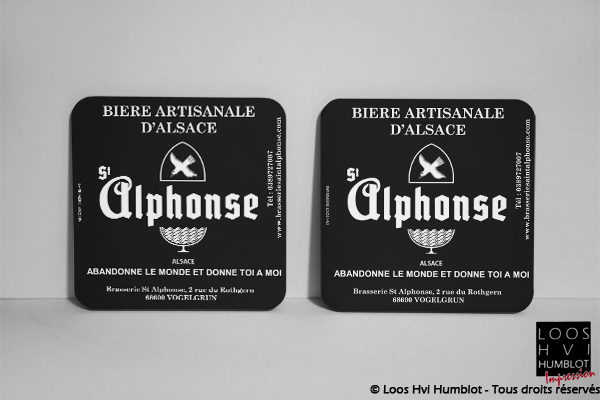 BIERE ARTISANALE
D'ALSACE
St
Alphonse
ALSACE
ABANDONNE LE MONDE ET DONNE TOI A MOI
Brasserie St Alphonse, 2 rue du Rothgern
68600 VOGELGRUN
Tél : 0389727007
www.brasseriesaintalphonse.com
BIERE ARTISANALE
D'ALSACE
St
Alphonse
ALSACE
ABANDONNE LE MONDE ET DONNE TOI A MOI
Brasserie St Alphonse, 2 rue du Rothgern
68600 VOGELGRUN
Tél : 0389727007
www.brasseriesaintalphonse.com
LOOS
HVI
HUMBLOT
Impression
© Loos Hvi Humblot - Tous droits réservés